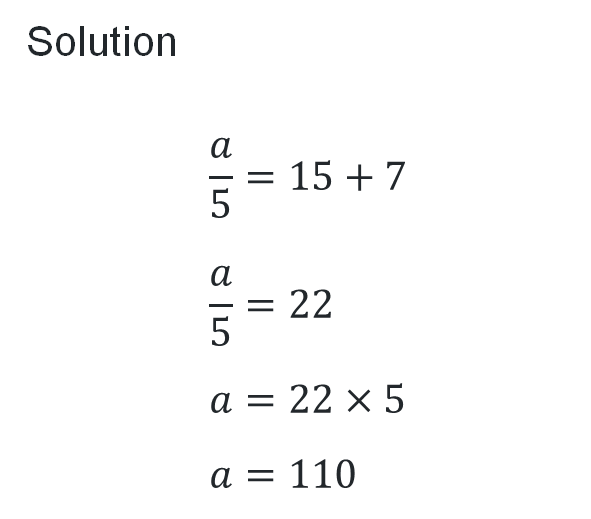 Solution
a/5 = 15 + 7
a/5 = 22
a = 22 × 5
a = 110